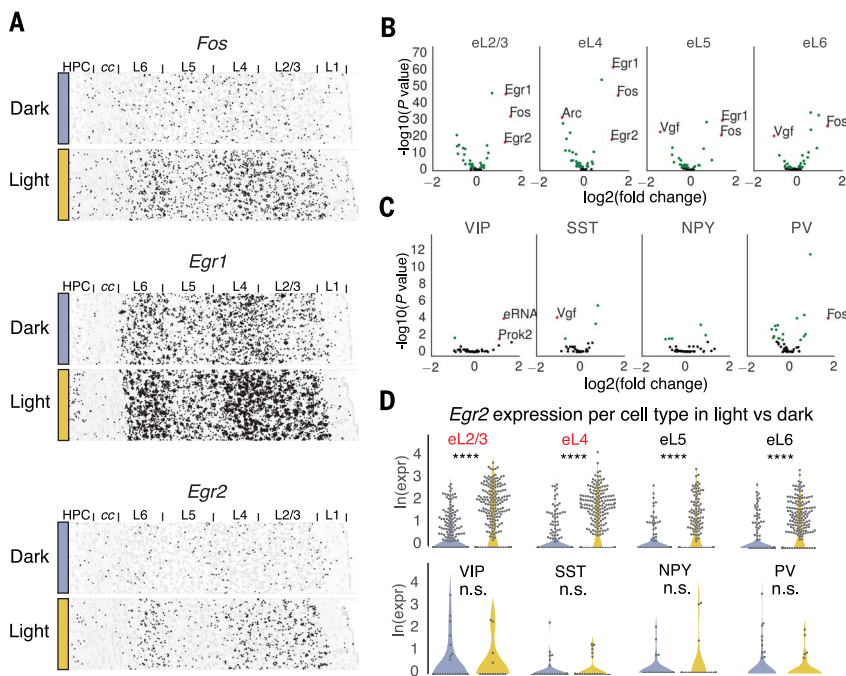 A
Fos
HPC cc L6 L5 L4 L2/3 L1
Dark
Light
Egr1
HPC cc L6 L5 L4 L2/3 L1
Dark
Light
Egr2
HPC cc L6 L5 L4 L2/3 L1
Dark
Light
B
eL2/3 eL4 eL5 eL6
-log10(P value)
70
60
50
40
30
20
10
0
Egr1
Fos
Egr2
Egr1
Fos
Arc
Egr2
Egr1
Fos
Vgf
Fos
Vgf
−2 0 2 −2 0 2 −2 0 2 −2 0 2
log2(fold change)
C
VIP SST NPY PV
-log10(P value)
12
10
8
6
4
2
0
eRNA
Prok2
Vgf
Fos
−2 0 2 −2 0 2 −2 0 2 −2 0 2
log2(fold change)
D
Egr2 expression per cell type in light vs dark
eL2/3 eL4 eL5 eL6
**** **** **** ****
ln(expr)
4
3
2
1
0
VIP SST NPY PV
n.s. n.s. n.s. n.s.
ln(expr)
4
3
2
1
0